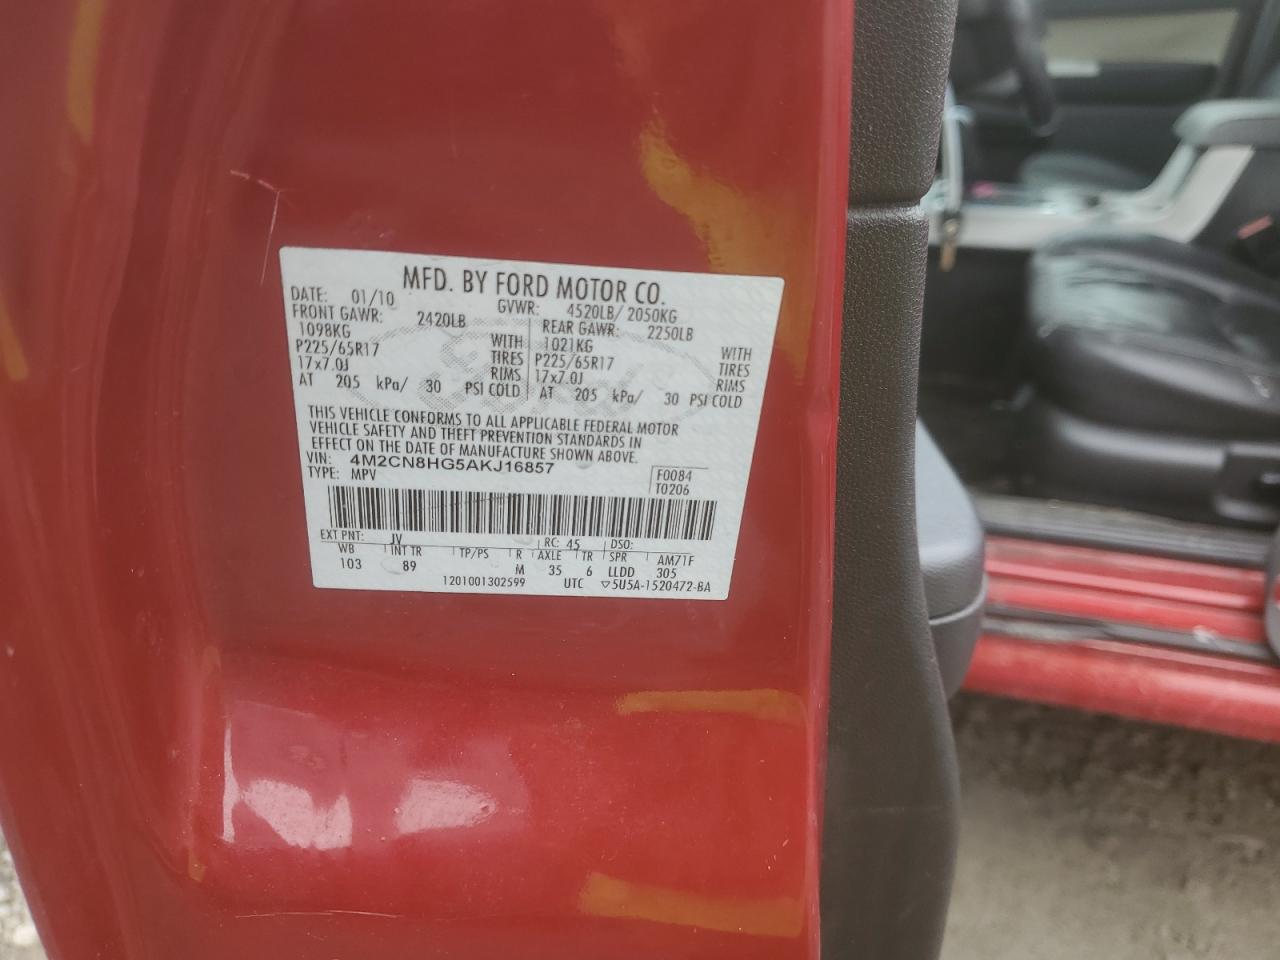 MFD. BY FORD MOTOR CO.
DATE: 01/10 GVWR: 4520LB/ 2050KG
FRONT GAWR: 2420LB REAR GAWR: 2250LB
1098KG WITH 1021KG WITH
P225/65R17 TIRES P225/65R17 TIRES
17x7.0J RIMS 17x7.0J RIMS
AT 205 kPa/ 30 PSI COLD AT 205 kPa/ 30 PSI COLD
THIS VEHICLE CONFORMS TO ALL APPLICABLE FEDERAL MOTOR
VEHICLE SAFETY AND THEFT PREVENTION STANDARDS IN
EFFECT ON THE DATE OF MANUFACTURE SHOWN ABOVE.
VIN: 4M2CN8HG5AKJ16857 F0084
TYPE: MPV T0206
EXT PNT: JV RC: 45 DSO:
WB INT TR TP/PS R AXLE TR SPR AM71F
103 89 M 35 6 LLDD 305
1201001302599 UTC ▽5U5A-1520472-BA
Ford